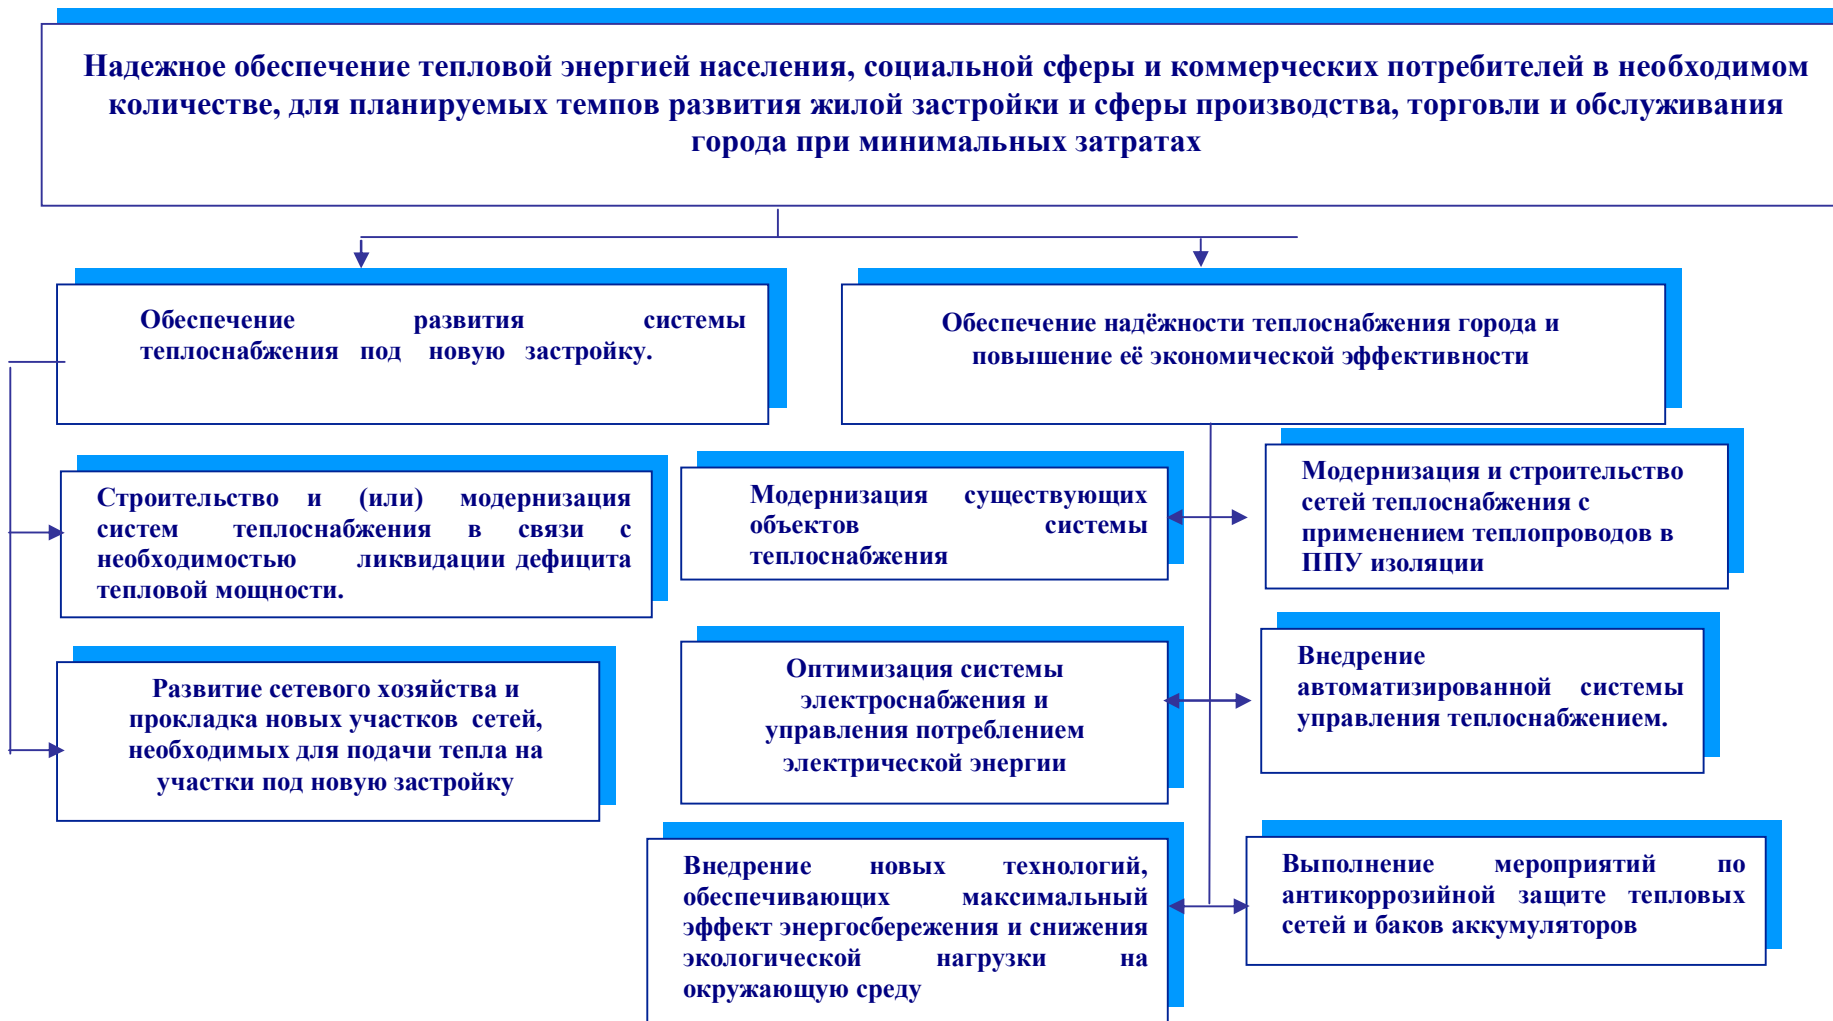 Надежное обеспечение тепловой энергией населения, социальной сферы и коммерческих потребителей в необходимом
количестве, для планируемых темпов развития жилой застройки и сферы производства, торговли и обслуживания
города при минимальных затратах
Обеспечение развития системы
теплоснабжения под новую застройку.
Обеспечение надёжности теплоснабжения города и
повышение её экономической эффективности
Строительство и (или) модернизация
систем теплоснабжения в связи с
необходимостью ликвидации дефицита
тепловой мощности.
Развитие сетевого хозяйства и
прокладка новых участков сетей,
необходимых для подачи тепла на
участки под новую застройку
Модернизация существующих
объектов системы
теплоснабжения
Модернизация и строительство
сетей теплоснабжения с
применением теплопроводов в
ППУ изоляции
Оптимизация системы
электроснабжения и
управления потреблением
электрической энергии
Внедрение
автоматизированной системы
управления теплоснабжением.
Внедрение новых технологий,
обеспечивающих максимальный
эффект энергосбережения и снижения
экологической нагрузки на
окружающую среду
Выполнение мероприятий по
антикоррозийной защите тепловых
сетей и баков аккумуляторов